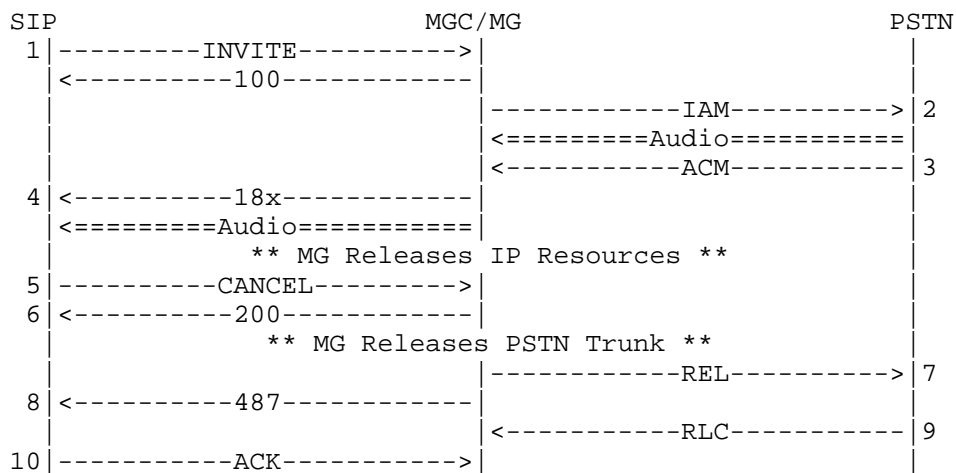 SIP                       MGC/MG                       PSTN
 1|---------INVITE---------->|                          |
  |<----------100------------|                          |
  |                          |------------IAM---------->|2
  |                          |<=========Audio===========|
  |                          |<-----------ACM-----------|3
 4|<----------18x------------|                          |
  |<=========Audio===========|                          |
  |            ** MG Releases IP Resources **           |
 5|----------CANCEL--------->|                          |
 6|<----------200------------|                          |
  |             ** MG Releases PSTN Trunk **            |
  |                          |------------REL---------->|7
 8|<----------487------------|                          |
  |                          |<-----------RLC-----------|9
10|-----------ACK----------->|                          |